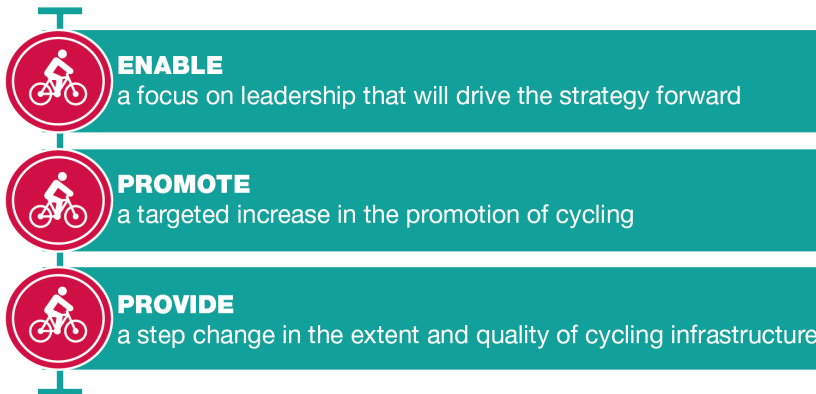 ENABLE
a focus on leadership that will drive the strategy forward
PROMOTE
a targeted increase in the promotion of cycling
PROVIDE
a step change in the extent and quality of cycling infrastructure